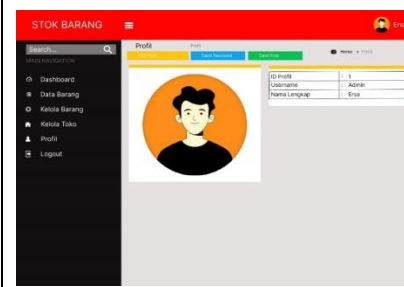 STOK BARANG
Ersa
Search...
MAIN NAVIGATION
Dashboard
Data Barang
Kelola Barang
Kelola Toko
Profil
Logout
Profil Profil
Home Profil
ID Profil : 1
Username : Admin
Nama Lengkap : Ersa